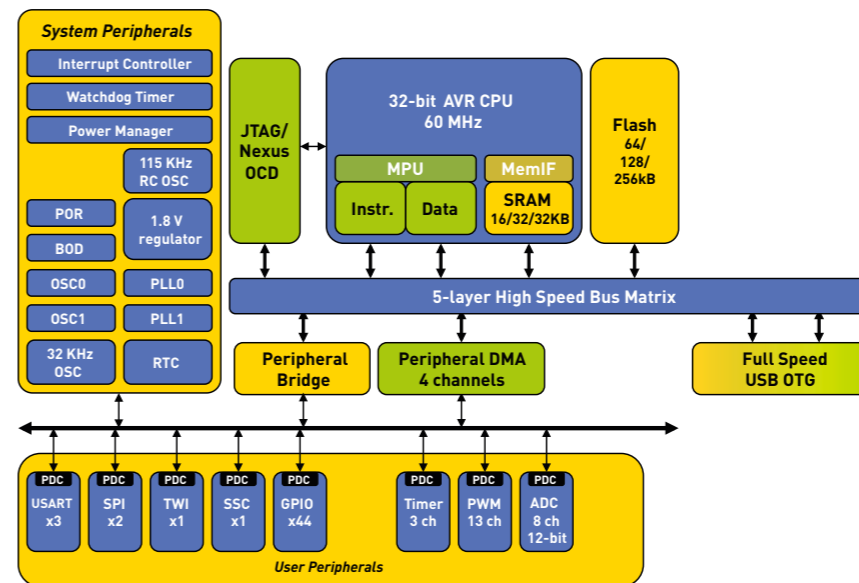 System Peripherals
Interrupt Controller
Watchdog Timer
Power Manager
115 KHz
RC OSC
POR
1.8 V
regulator
BOD
OSC0
PLL0
OSC1
PLL1
32 KHz
OSC
RTC
JTAG/
Nexus
OCD
32-bit AVR CPU
60 MHz
MPU
MemIF
Instr.
Data
SRAM
16/32/32KB
Flash
64/
128/
256kB
5-layer High Speed Bus Matrix
Peripheral
Bridge
Peripheral DMA
4 channels
Full Speed
USB OTG
PDC
USART
x3
PDC
SPI
x2
PDC
TWI
x1
PDC
SSC
x1
PDC
GPIO
x44
PDC
Timer
3 ch
PDC
PWM
13 ch
PDC
ADC
8 ch
12-bit
User Peripherals